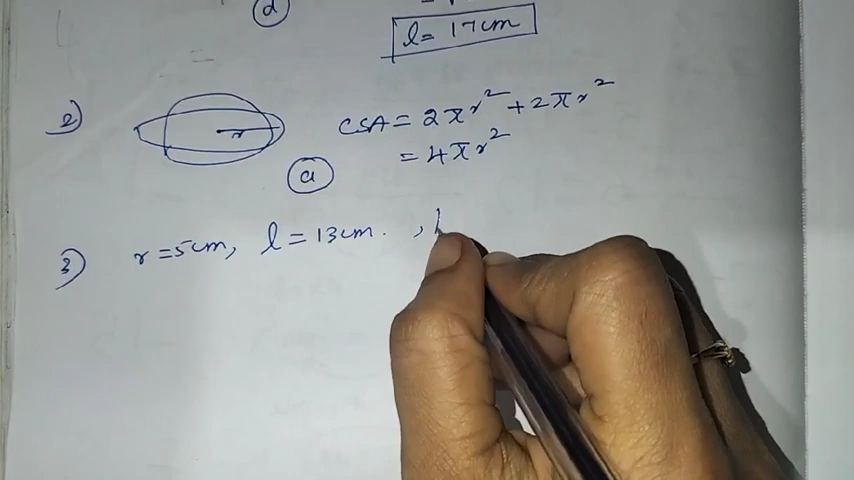 d
l = 17cm
2)
r
CSA = 2πr² + 2πr²
= 4πr²
a
3) r = 5cm, l = 13cm. , h